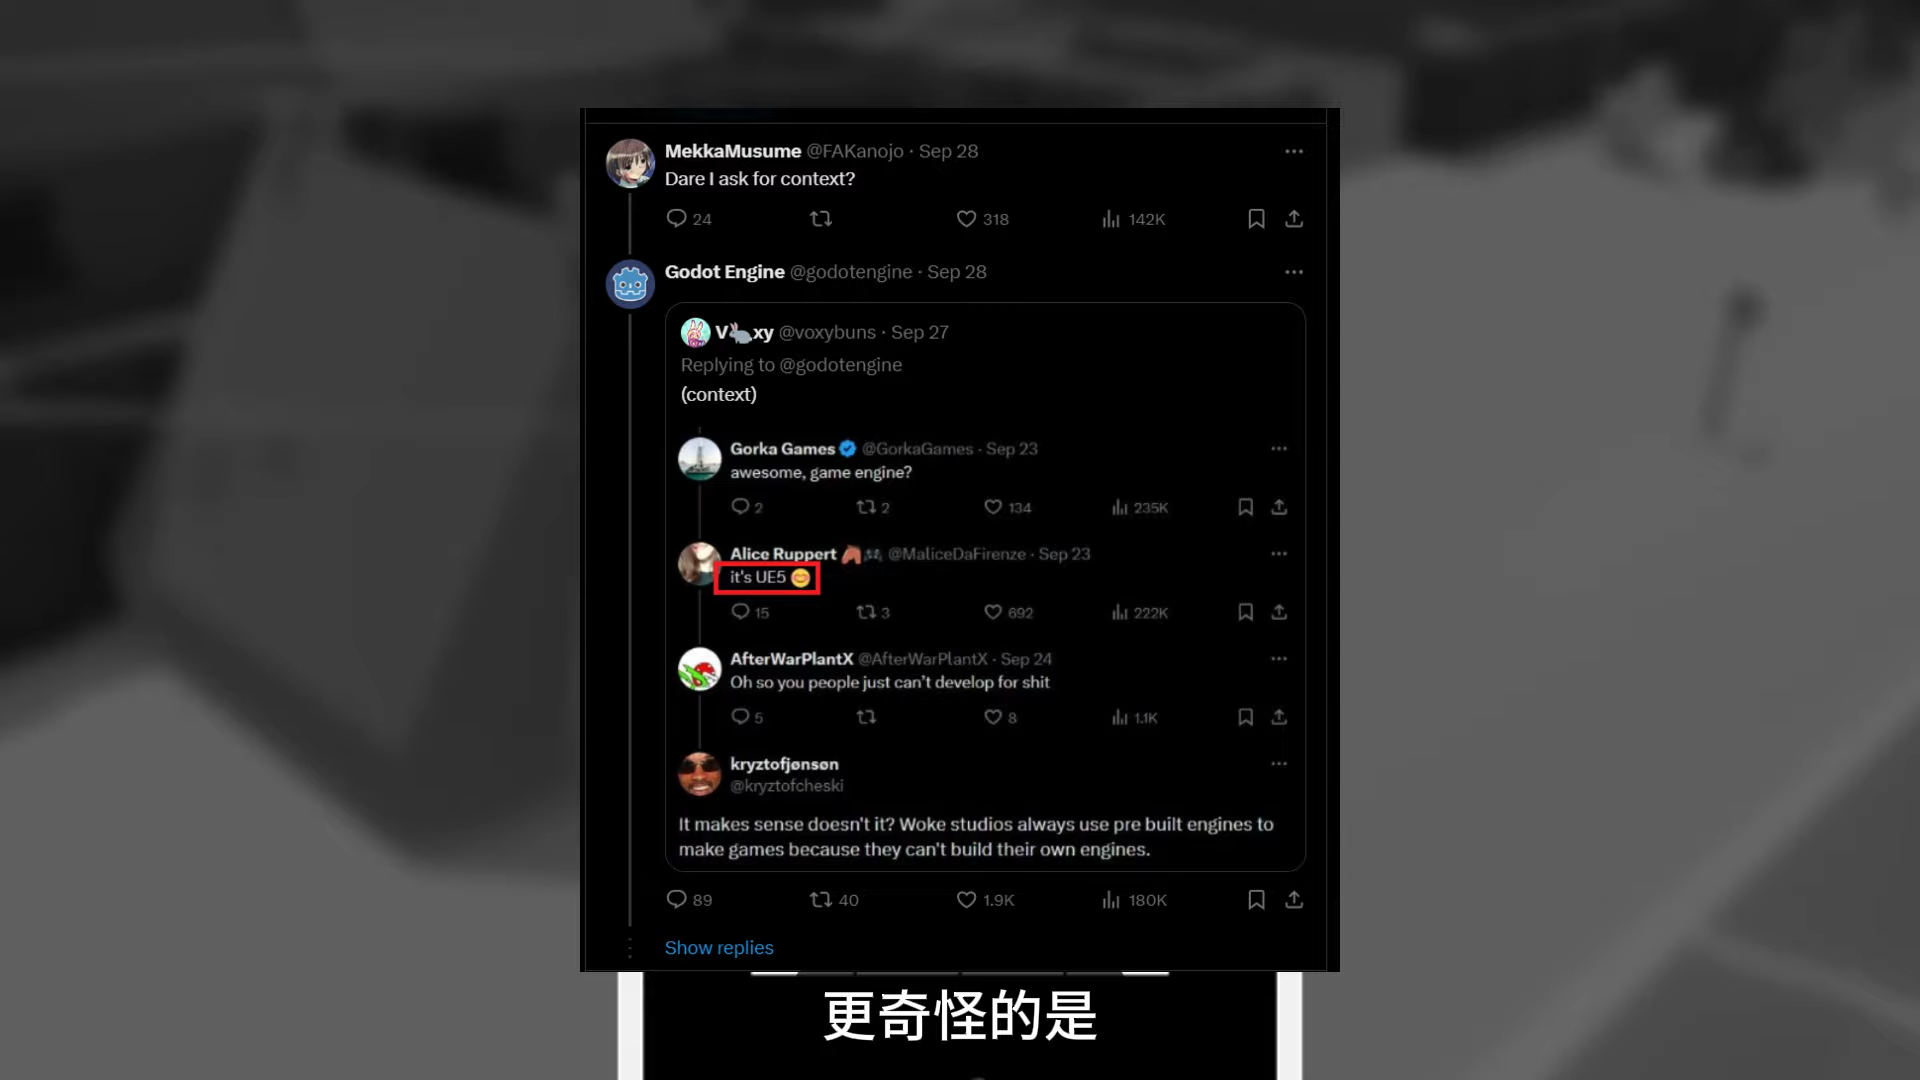 MekkaMusume @FAKanojo · Sep 28
Dare I ask for context?
24 318 142K
Godot Engine @godotengine · Sep 28
V🐇xy @voxybuns · Sep 27
Replying to @godotengine
(context)
Gorka Games @GorkaGames · Sep 23
awesome, game engine?
2 2 134 235K
Alice Ruppert 🐴🎮 @MaliceDaFirenze · Sep 23
it's UE5 😊
15 3 692 222K
AfterWarPlantX @AfterWarPlantX · Sep 24
Oh so you people just can't develop for shit
5 8 1.1K
kryztofjønsøn
@kryztofcheski
It makes sense doesn't it? Woke studios always use pre built engines to
make games because they can't build their own engines.
89 40 1.9K 180K
Show replies
更奇怪的是